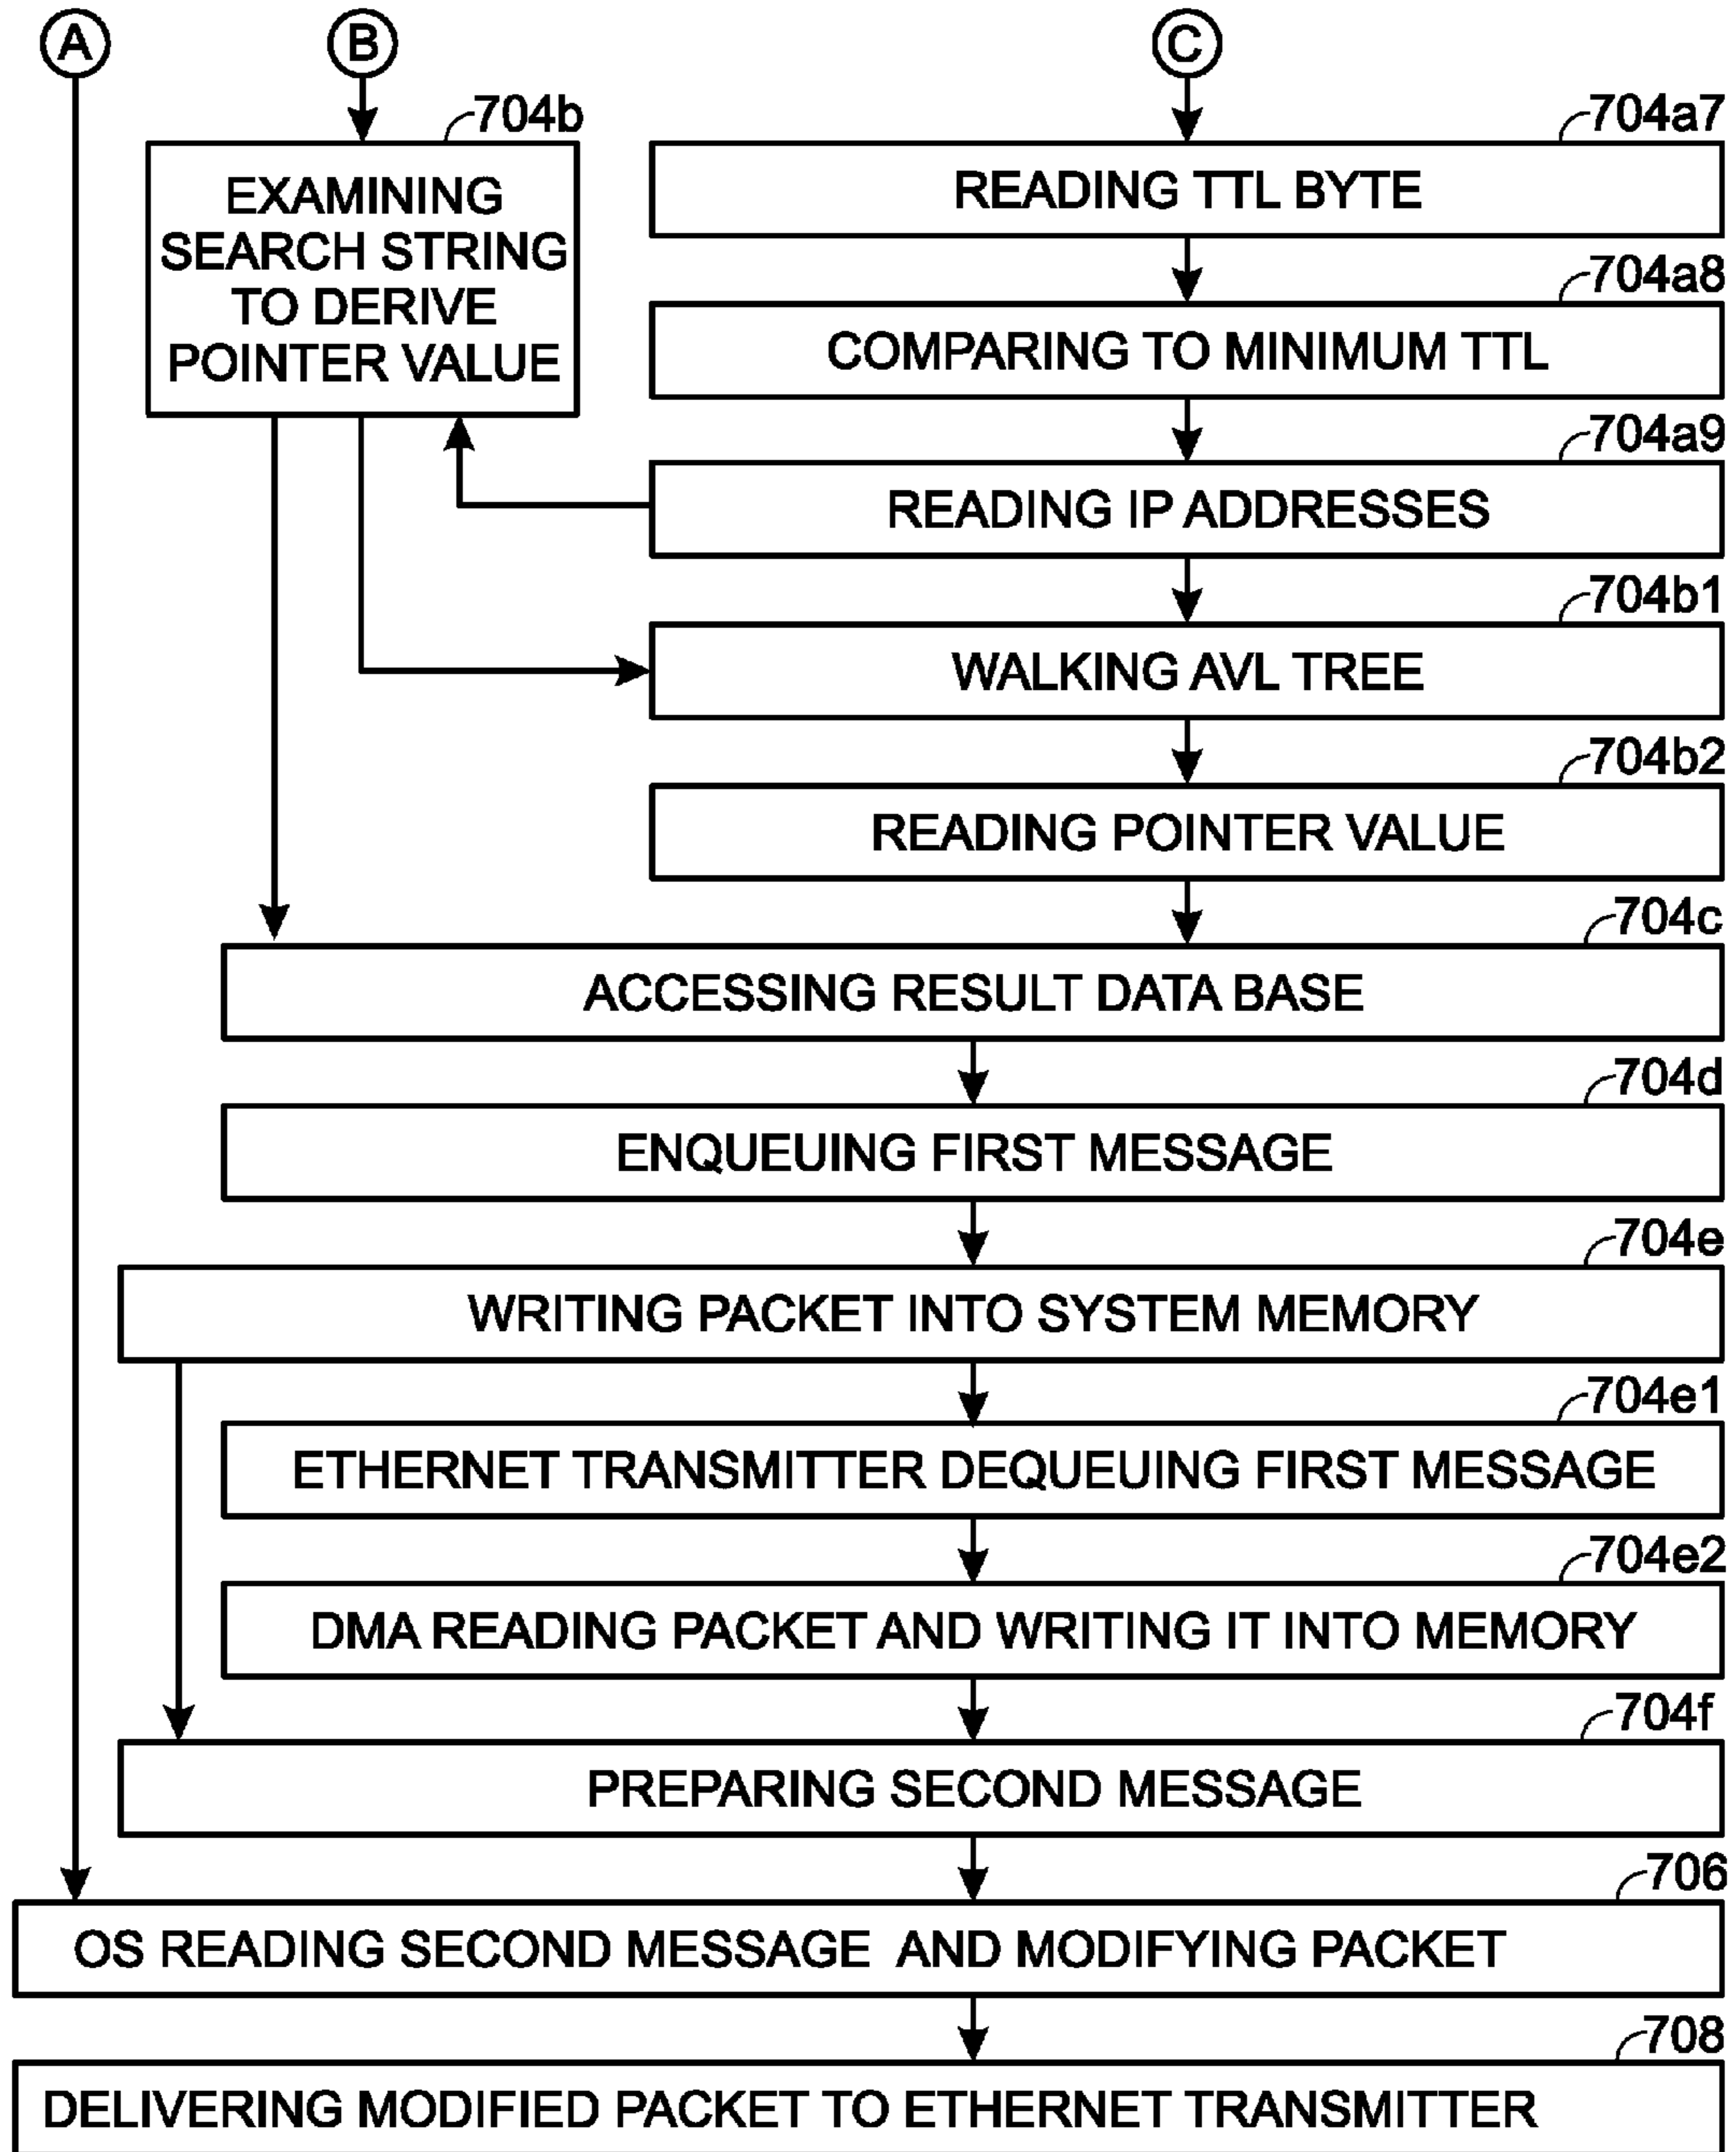 A
B
C
704b
704a7
EXAMINING
SEARCH STRING
TO DERIVE
POINTER VALUE
READING TTL BYTE
704a8
COMPARING TO MINIMUM TTL
704a9
READING IP ADDRESSES
704b1
WALKING AVL TREE
704b2
READING POINTER VALUE
704c
ACCESSING RESULT DATA BASE
704d
ENQUEUING FIRST MESSAGE
704e
WRITING PACKET INTO SYSTEM MEMORY
704e1
ETHERNET TRANSMITTER DEQUEUING FIRST MESSAGE
704e2
DMA READING PACKET AND WRITING IT INTO MEMORY
704f
PREPARING SECOND MESSAGE
706
OS READING SECOND MESSAGE AND MODIFYING PACKET
708
DELIVERING MODIFIED PACKET TO ETHERNET TRANSMITTER